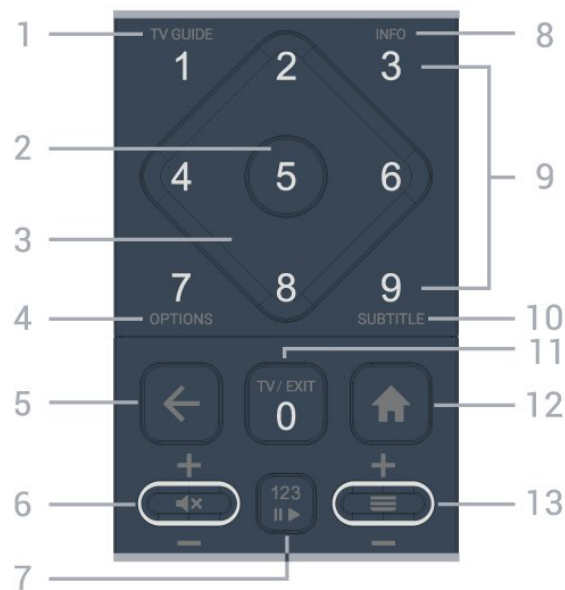 1 TV GUIDE INFO 8
1 2 3
2 4 5 6 9
3
7 8 9
4 OPTIONS SUBTITLE 10
11
5 TV / EXIT 12
0
+ +
6 123 13
- -
7